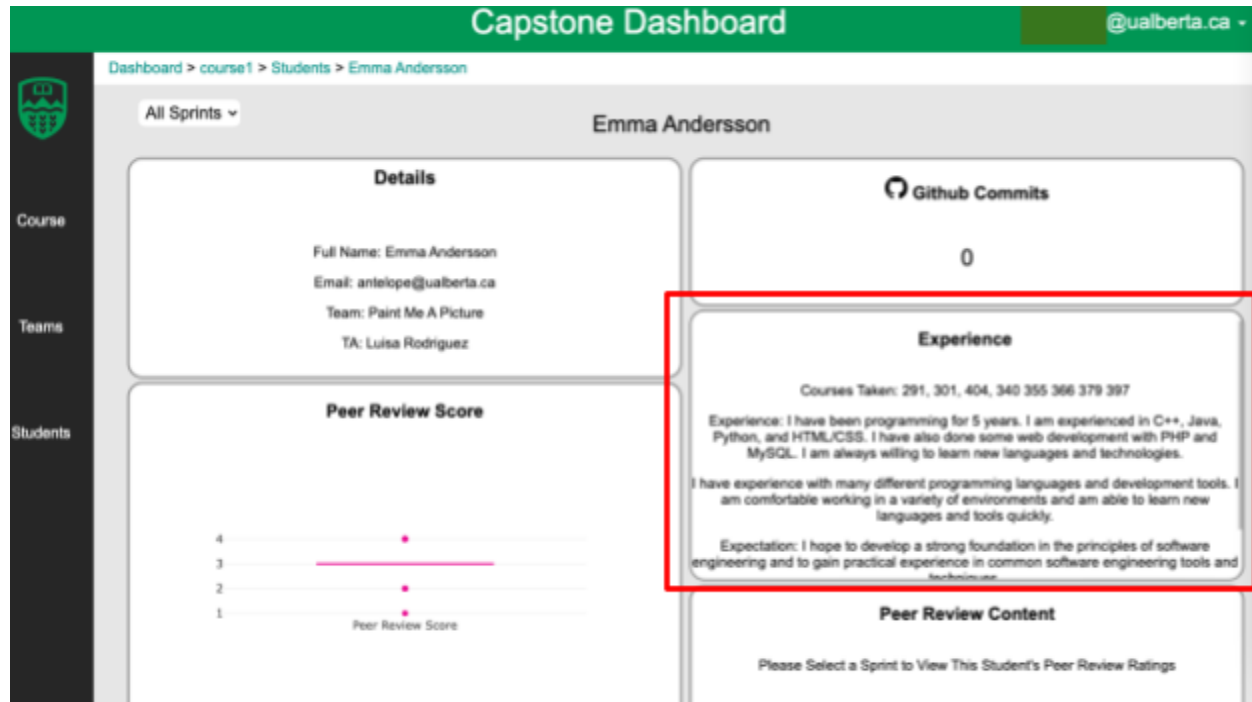 Capstone Dashboard
@ualberta.ca
Dashboard > course1 > Students > Emma Andersson
All Sprints
Emma Andersson
Course
Teams
Students
Details
Full Name: Emma Andersson
Email: antelope@ualberta.ca
Team: Paint Me A Picture
TA: Luisa Rodriguez
Github Commits
0
Experience
Courses Taken: 291, 301, 404, 340 355 366 379 397
Experience: I have been programming for 5 years. I am experienced in C++, Java,
Python, and HTML/CSS. I have also done some web development with PHP and
MySQL. I am always willing to learn new languages and technologies.
I have experience with many different programming languages and development tools. I
am comfortable working in a variety of environments and am able to learn new
languages and tools quickly.
Expectation: I hope to develop a strong foundation in the principles of software
engineering and to gain practical experience in common software engineering tools and
techniques
Peer Review Score
4
3
2
1
Peer Review Score
Peer Review Content
Please Select a Sprint to View This Student's Peer Review Ratings